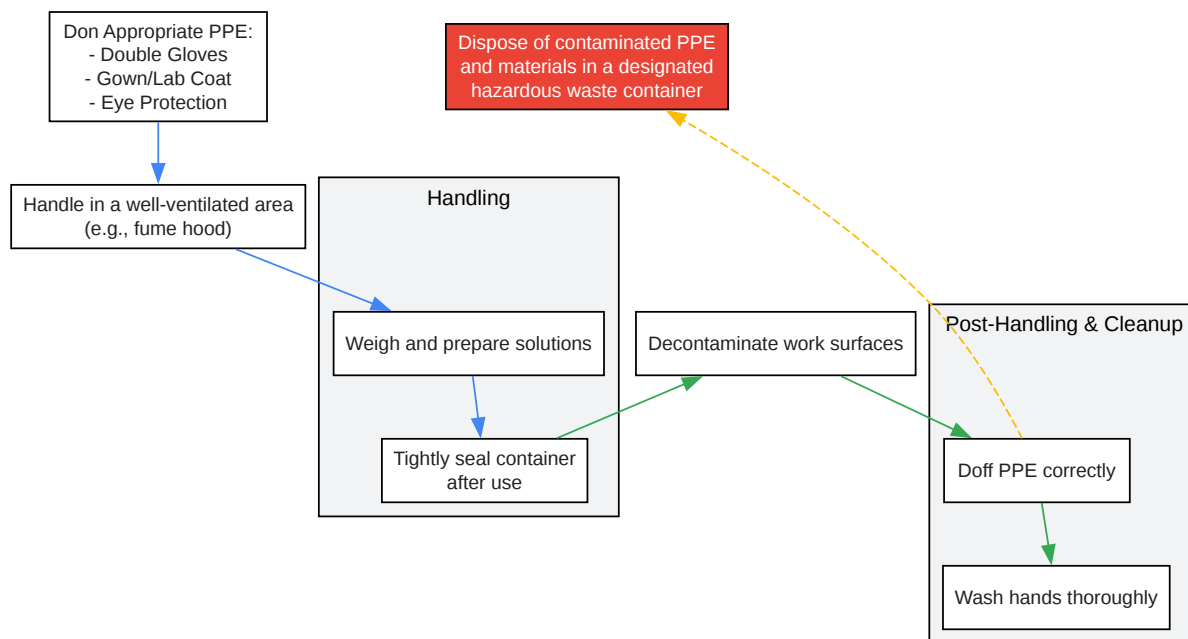 Don Appropriate PPE:
- Double Gloves
- Gown/Lab Coat
- Eye Protection
Dispose of contaminated PPE
and materials in a designated
hazardous waste container
Handle in a well-ventilated area
(e.g., fume hood)
Handling
Weigh and prepare solutions
Tightly seal container
after use
Decontaminate work surfaces
Post-Handling & Cleanup
Doff PPE correctly
Wash hands thoroughly